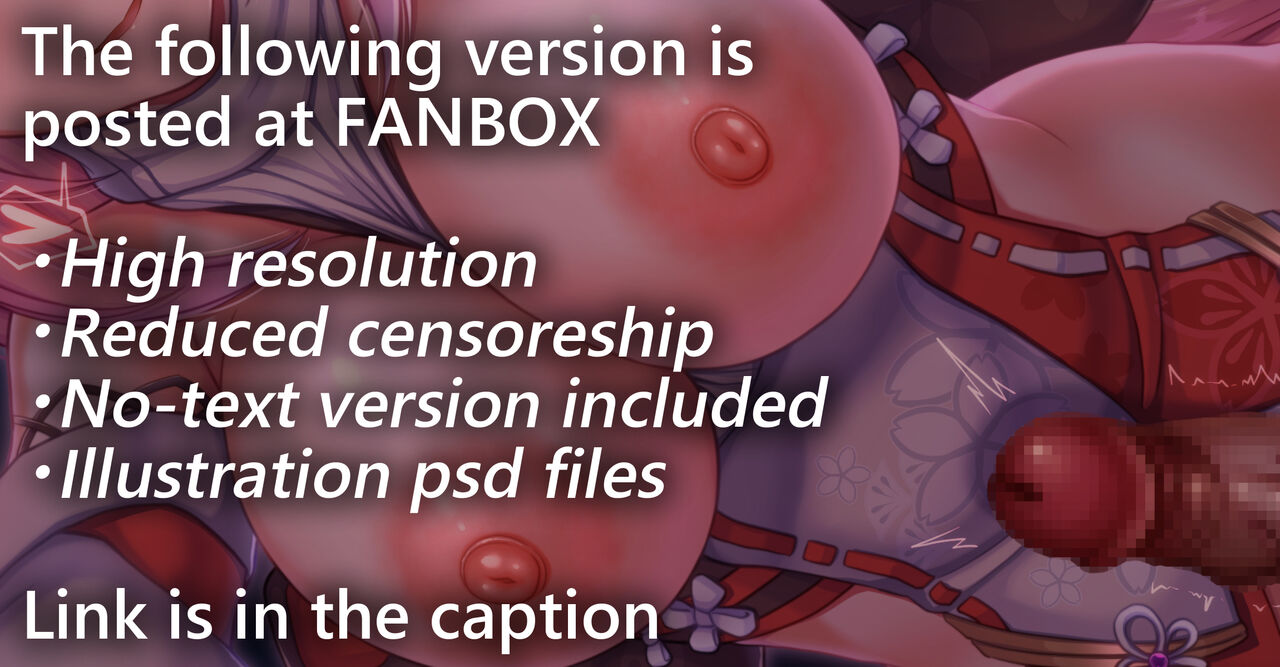 The following version is
posted at FANBOX
・High resolution
・Reduced censoreship
・No-text version included
・Illustration psd files
Link is in the caption